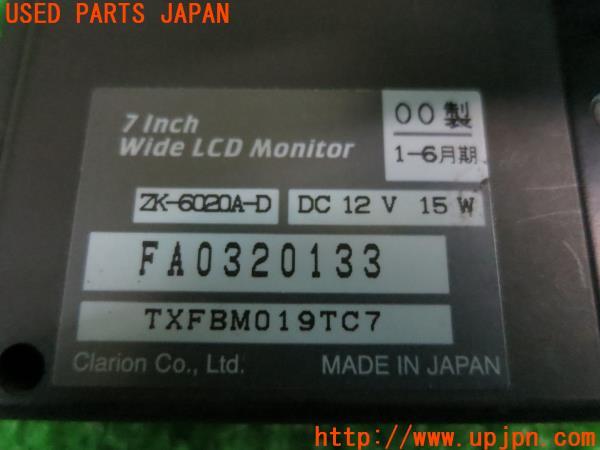 USED PARTS JAPAN
7 Inch
Wide LCD Monitor
00製
1-6月期
ZK-6020A-D
DC 12 V 15 W
FA0320133
TXFBM019TC7
Clarion Co., Ltd.
MADE IN JAPAN
UPJ
http://www.upjpn.com